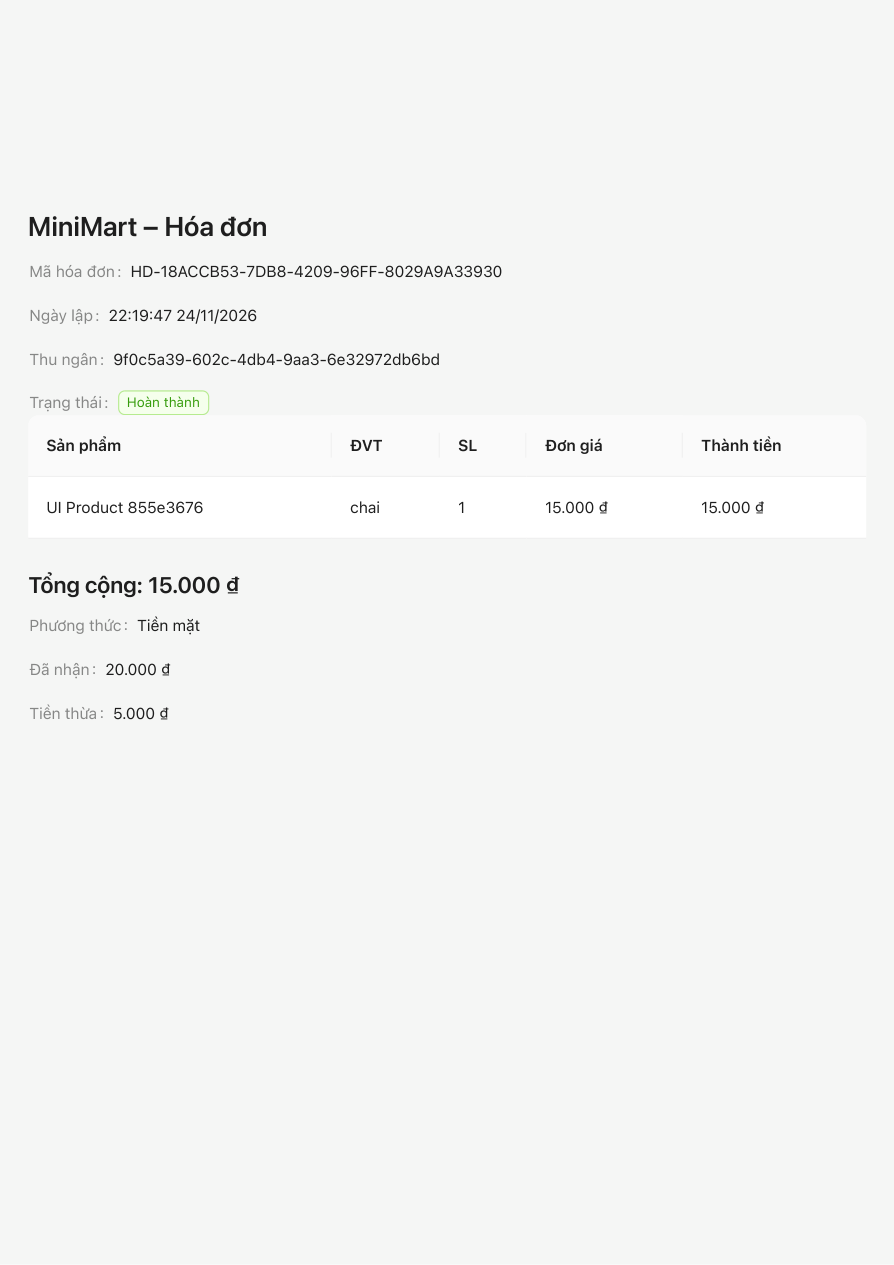 MiniMart – Hóa đơn
Mã hóa đơn: HD-18ACCB53-7DB8-4209-96FF-8029A9A33930
Ngày lập: 22:19:47 24/11/2026
Thu ngân: 9f0c5a39-602c-4db4-9aa3-6e32972db6bd
Trạng thái: Hoàn thành
Sản phẩm ĐVT SL Đơn giá Thành tiền
UI Product 855e3676 chai 1 15.000 ₫ 15.000 ₫
Tổng cộng: 15.000 ₫
Phương thức: Tiền mặt
Đã nhận: 20.000 ₫
Tiền thừa: 5.000 ₫